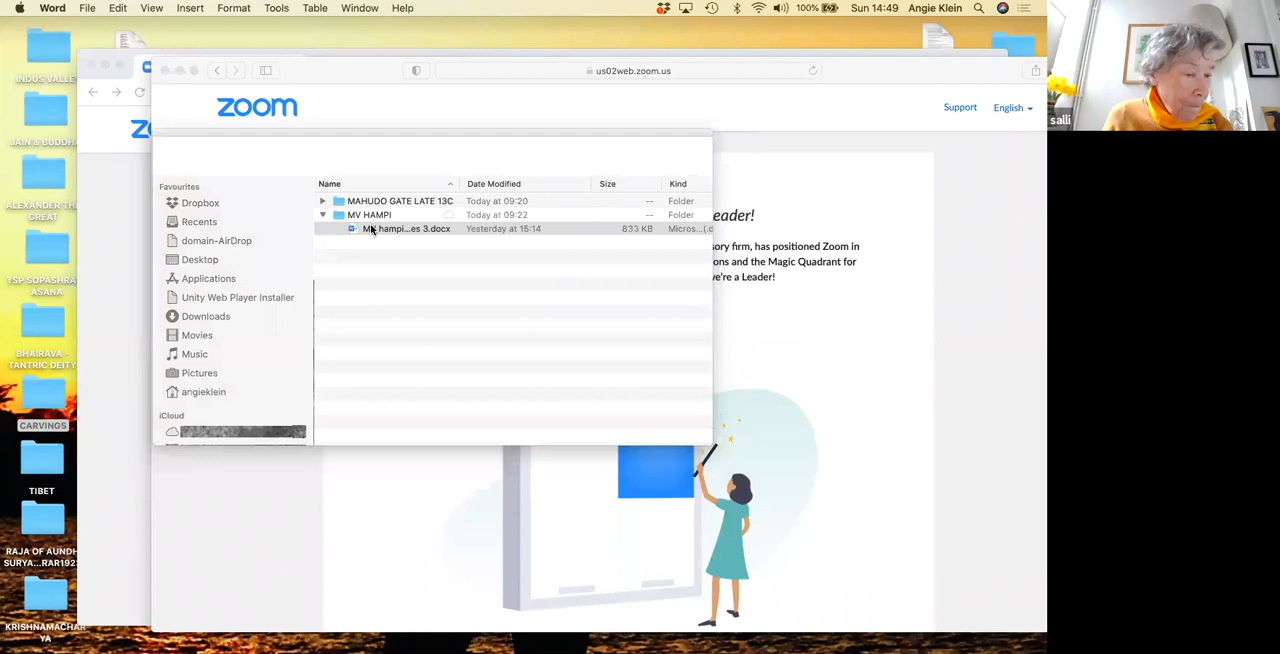 Word File Edit View Insert Format Tools Table Window Help 100% Sun 14:49 Angie Klein
INDUS VALLE
JAIN & BUDDHA
ALEXANDER THE
GREAT
YSP SOPASHRA
ASANA
BHAIRAVA -
TANTRIC DEITY
CARVINGS
TIBET
RAJA OF AUNDH
SURYA...RAR192
KRISHNAMACHAR
YA
us02web.zoom.us
zoom
Support English
Name Date Modified Size Kind
MAHUDO GATE LATE 13C Today at 09:20 -- Folder
MV HAMPI Today at 09:22 -- Folder
hampi...es 3.docx Yesterday at 15:14 833 KB Micros...(.d
Favourites
Dropbox
Recents
domain-AirDrop
Desktop
Applications
Unity Web Player Installer
Downloads
Movies
Music
Pictures
angieklein
iCloud
eader!
sory firm, has positioned Zoom in
ons and the Magic Quadrant for
we're a Leader!
salli